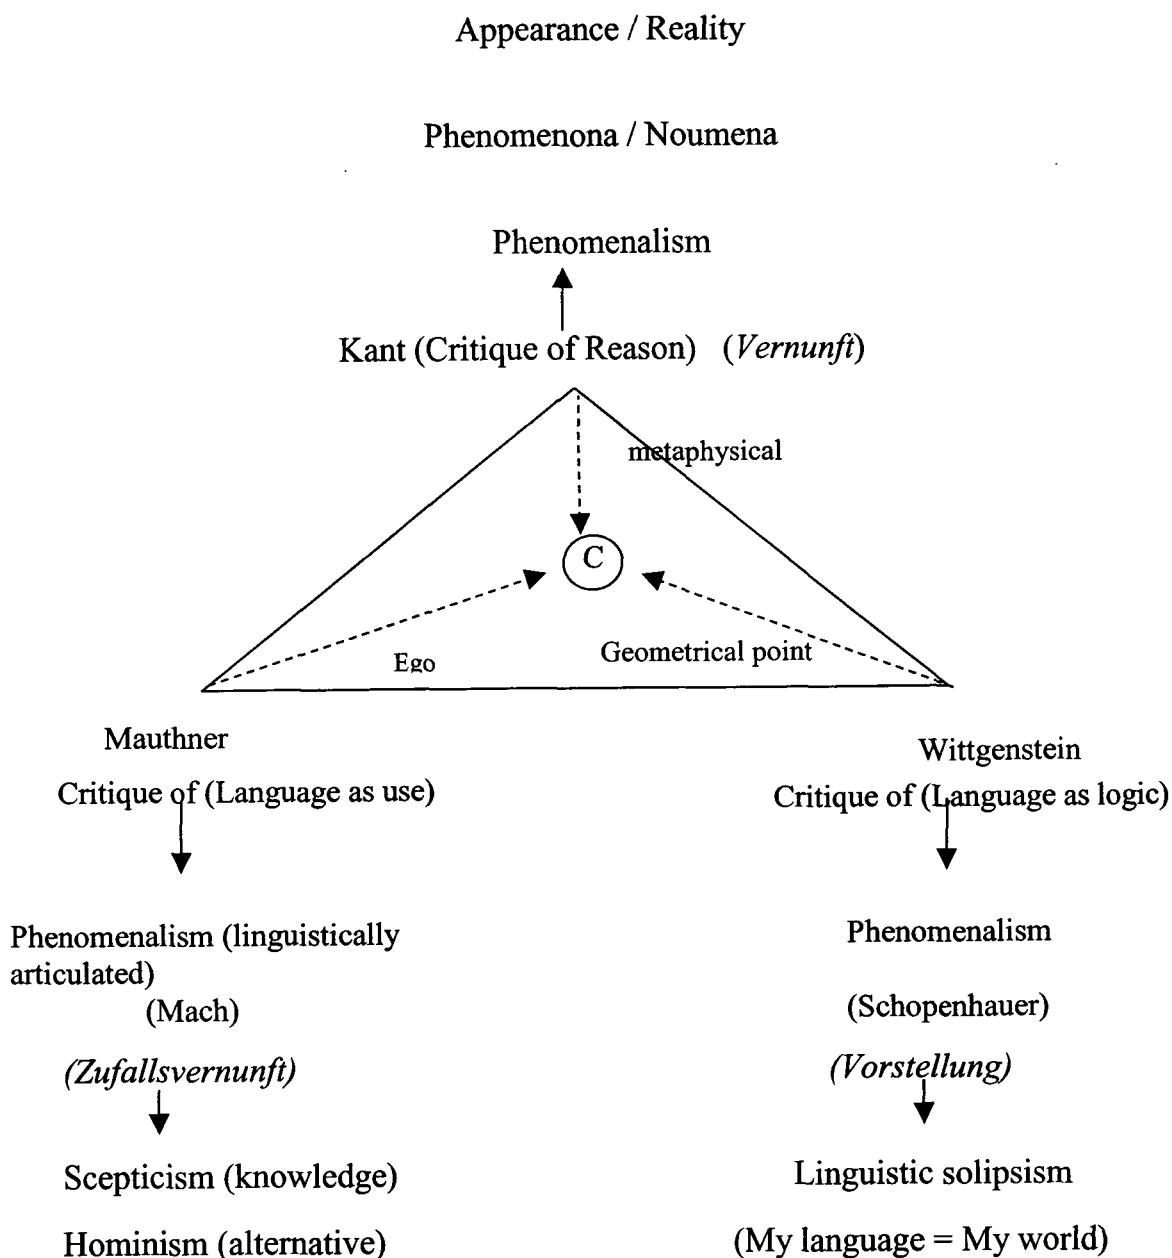 Appearance / Reality
Phenomenona / Noumena
Phenomenalism
Kant (Critique of Reason) (Vernunft)
metaphysical
C
Ego
Geometrical point
Mauthner
Critique of (Language as use)
Phenomenalism (linguistically
articulated)
(Mach)
(Zufallsvernunft)
Scepticism (knowledge)
Hominism (alternative)
Wittgenstein
Critique of (Language as logic)
Phenomenalism
(Schopenhauer)
(Vorstellung)
Linguistic solipsism
(My language = My world)